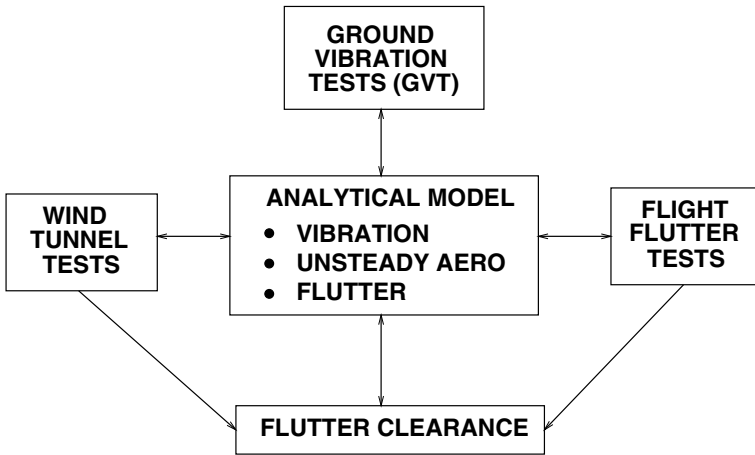 GROUND
VIBRATION
TESTS (GVT)
WIND
TUNNEL
TESTS
ANALYTICAL MODEL
• VIBRATION
• UNSTEADY AERO
• FLUTTER
FLIGHT
FLUTTER
TESTS
FLUTTER CLEARANCE